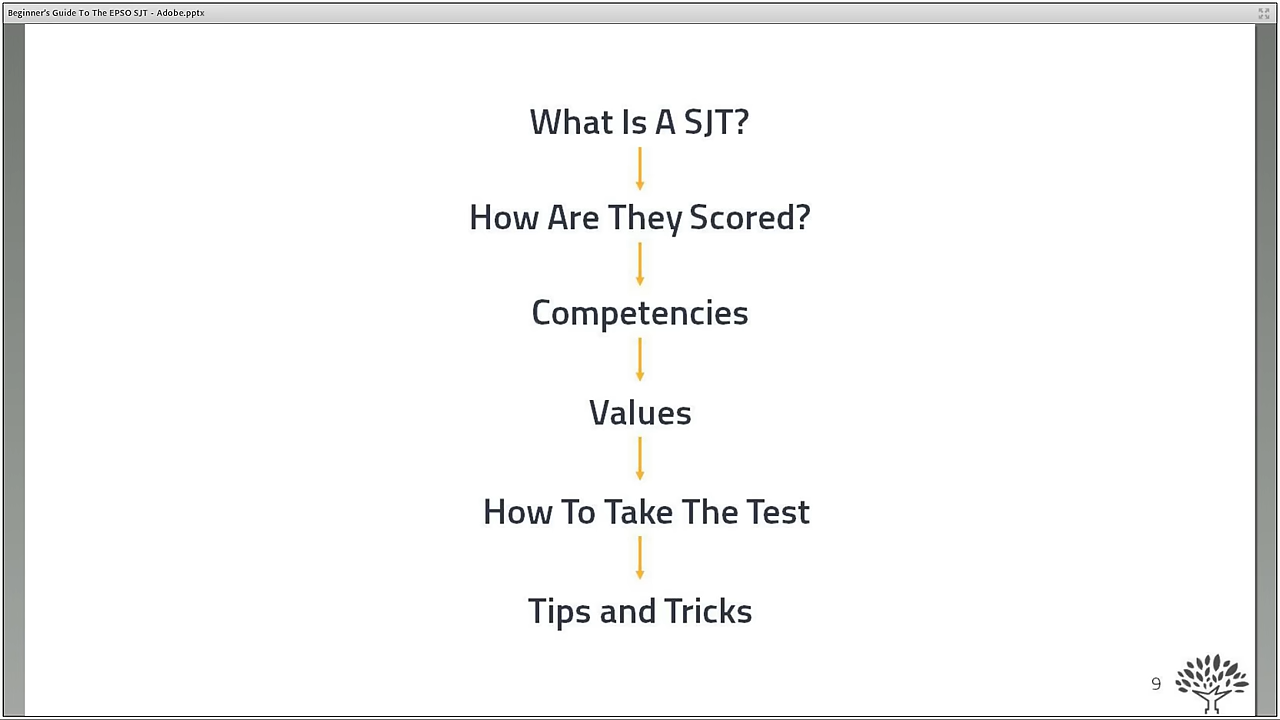 Beginner's Guide To The EPSO SJT - Adobe.pptx
What Is A SJT?
How Are They Scored?
Competencies
Values
How To Take The Test
Tips and Tricks
9